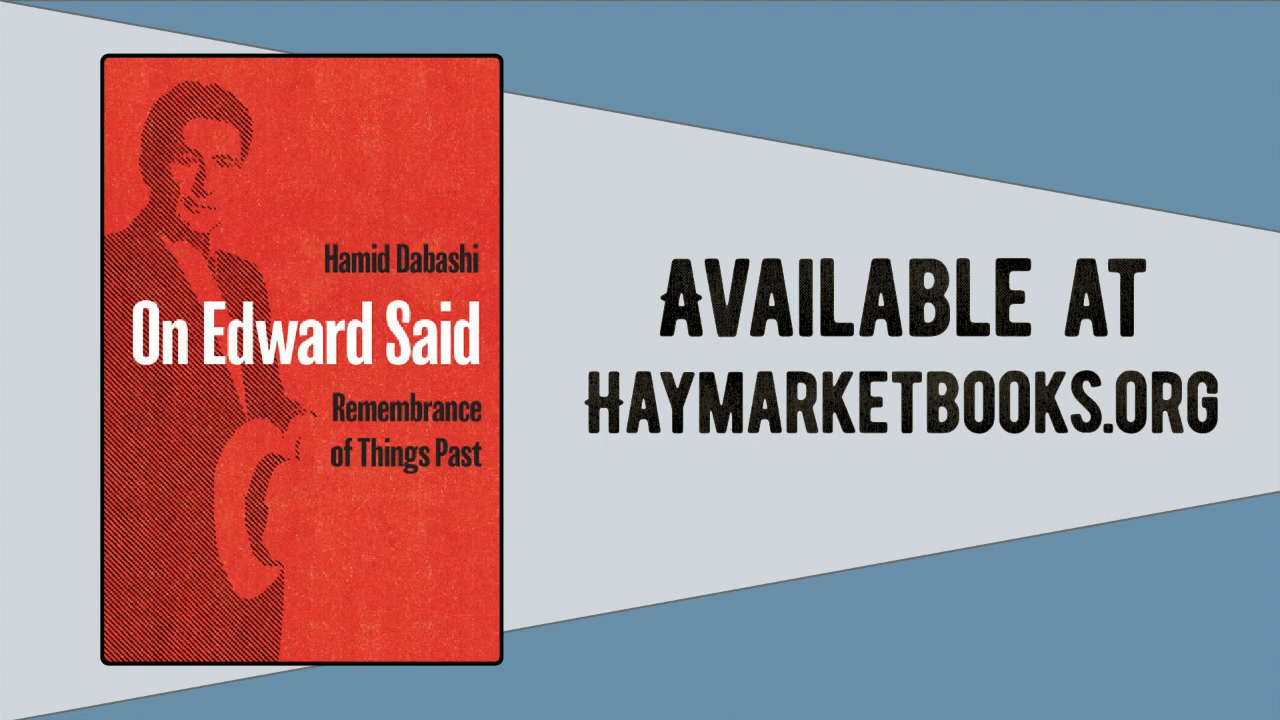 Hamid Dabashi
On Edward Said
Remembrance
of Things Past
AVAILABLE AT
HAYMARKETBOOKS.ORG